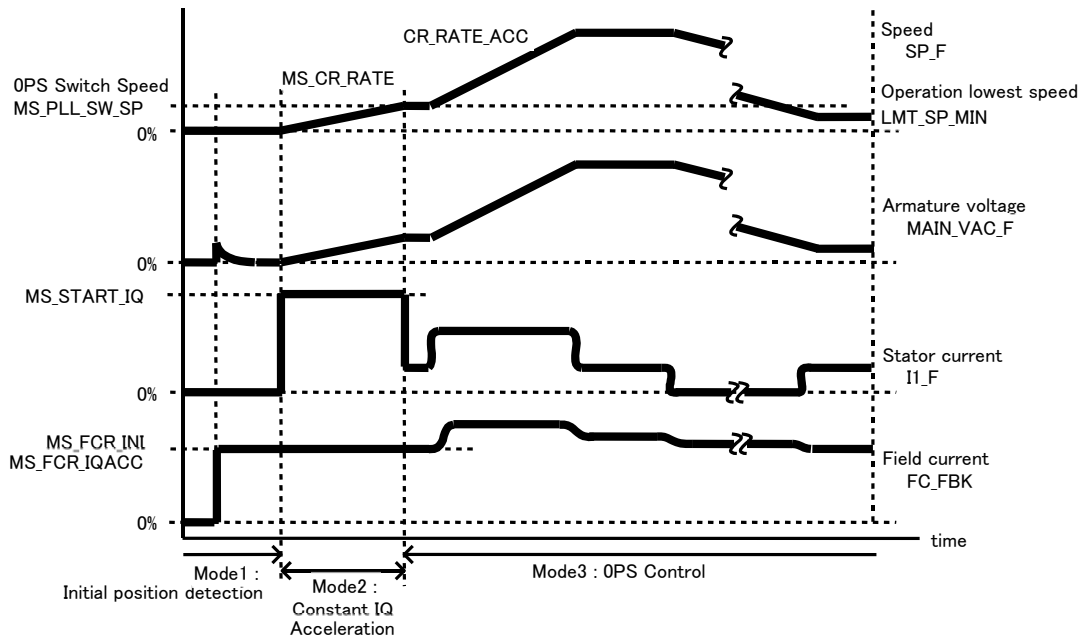 CR_RATE_ACC
Speed
SP_F
MS_CR_RATE
0PS Switch Speed
MS_PLL_SW_SP
Operation lowest speed
LMT_SP_MIN
0%
Armature voltage
MAIN_VAC_F
0%
MS_START_IQ
Stator current
I1_F
0%
MS_FCR_INI
MS_FCR_IQACC
Field current
FC_FBK
0%
time
Mode1 :
Initial position detection
Mode2 :
Constant IQ
Acceleration
Mode3 : 0PS Control